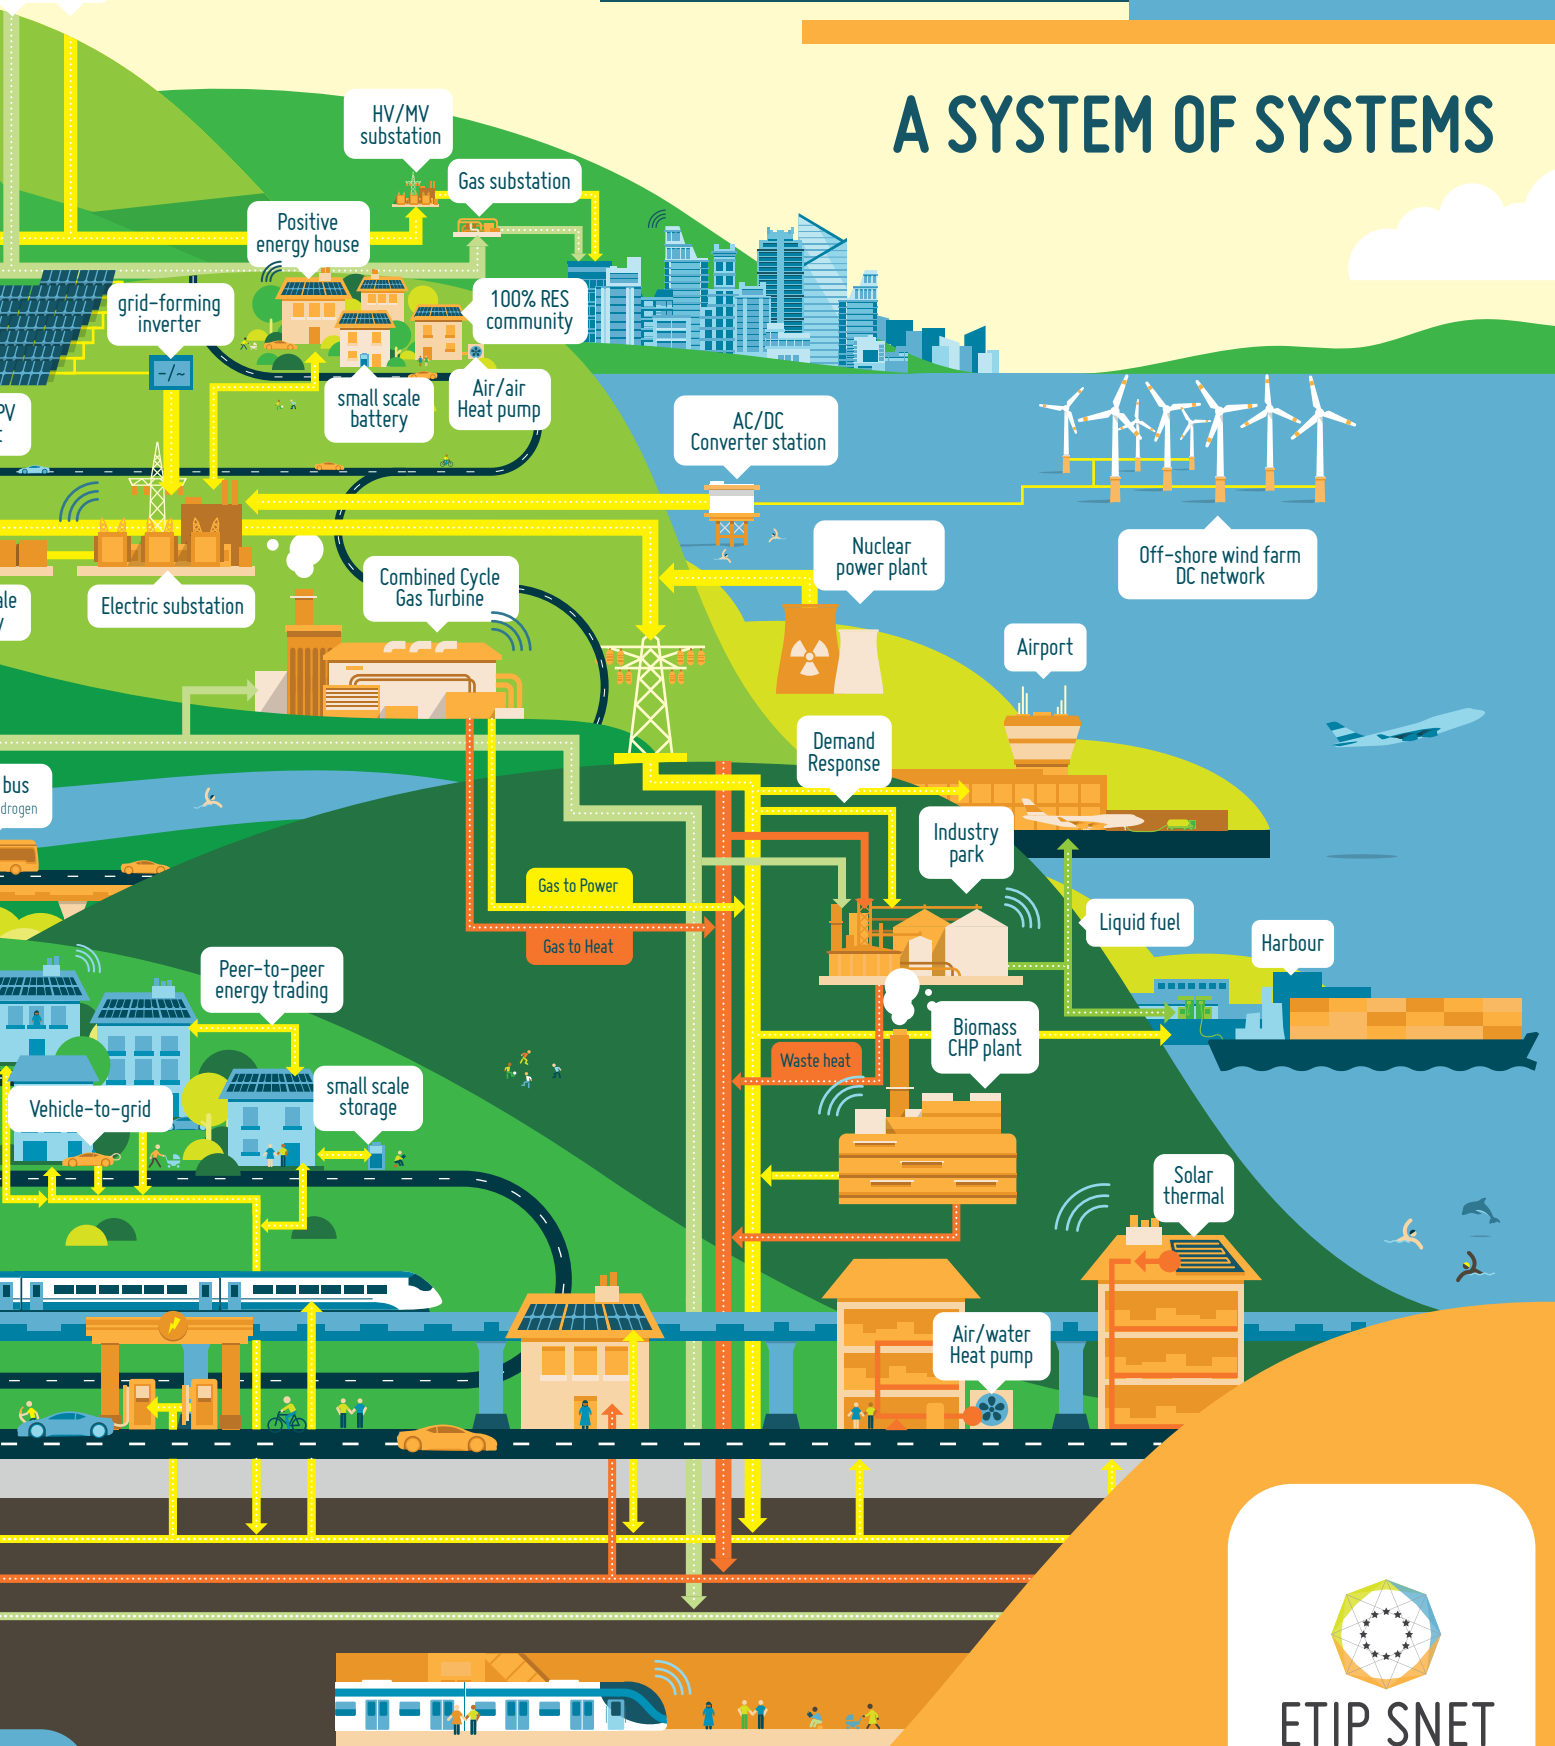 A SYSTEM OF SYSTEMS
HV/MV
substation
Gas substation
Positive
energy house
grid-forming
inverter
100% RES
community
-/~
small scale
battery
Air/air
Heat pump
PV
AC/DC
Converter station
Off-shore wind farm
DC network
Nuclear
power plant
Combined Cycle
Gas Turbine
Electric substation
Airport
Demand
Response
bus
Industry
park
Gas to Power
Gas to Heat
Liquid fuel
Harbour
Peer-to-peer
energy trading
Biomass
CHP plant
Waste heat
small scale
storage
Vehicle-to-grid
Solar
thermal
Air/water
Heat pump
ETIP SNET